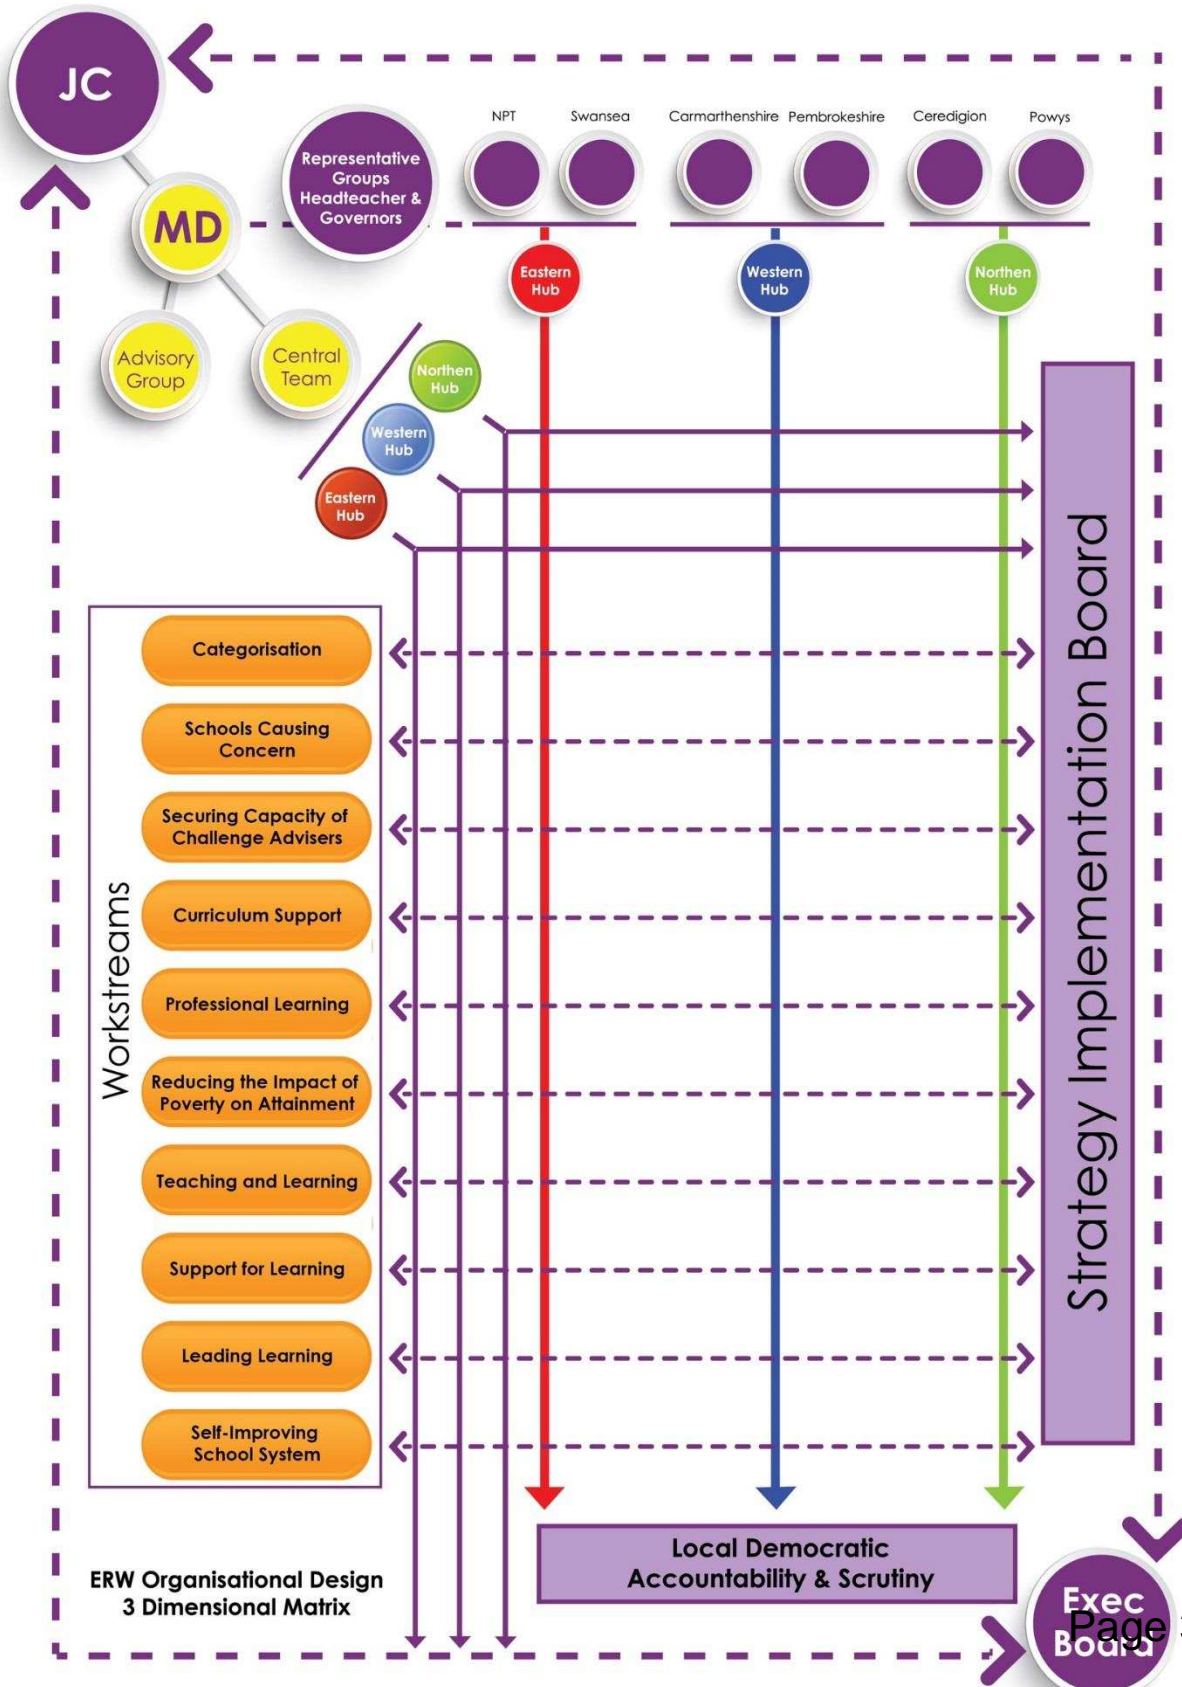 JC
NPT
Swansea
Carmarthenshire
Pembrokeshire
Ceredigion
Powys
Representative
Groups
Headteacher &
Governors
MD
Eastern
Hub
Western
Hub
Northen
Hub
Advisory
Group
Central
Team
Northen
Hub
Western
Hub
Eastern
Hub
Workstreams
Categorisation
Schools Causing
Concern
Securing Capacity of
Challenge Advisers
Curriculum Support
Professional Learning
Reducing the Impact of
Poverty on Attainment
Teaching and Learning
Support for Learning
Leading Learning
Self-Improving
School System
Strategy Implementation Board
Local Democratic
Accountability & Scrutiny
ERW Organisational Design
3 Dimensional Matrix
Exec
Board
Page